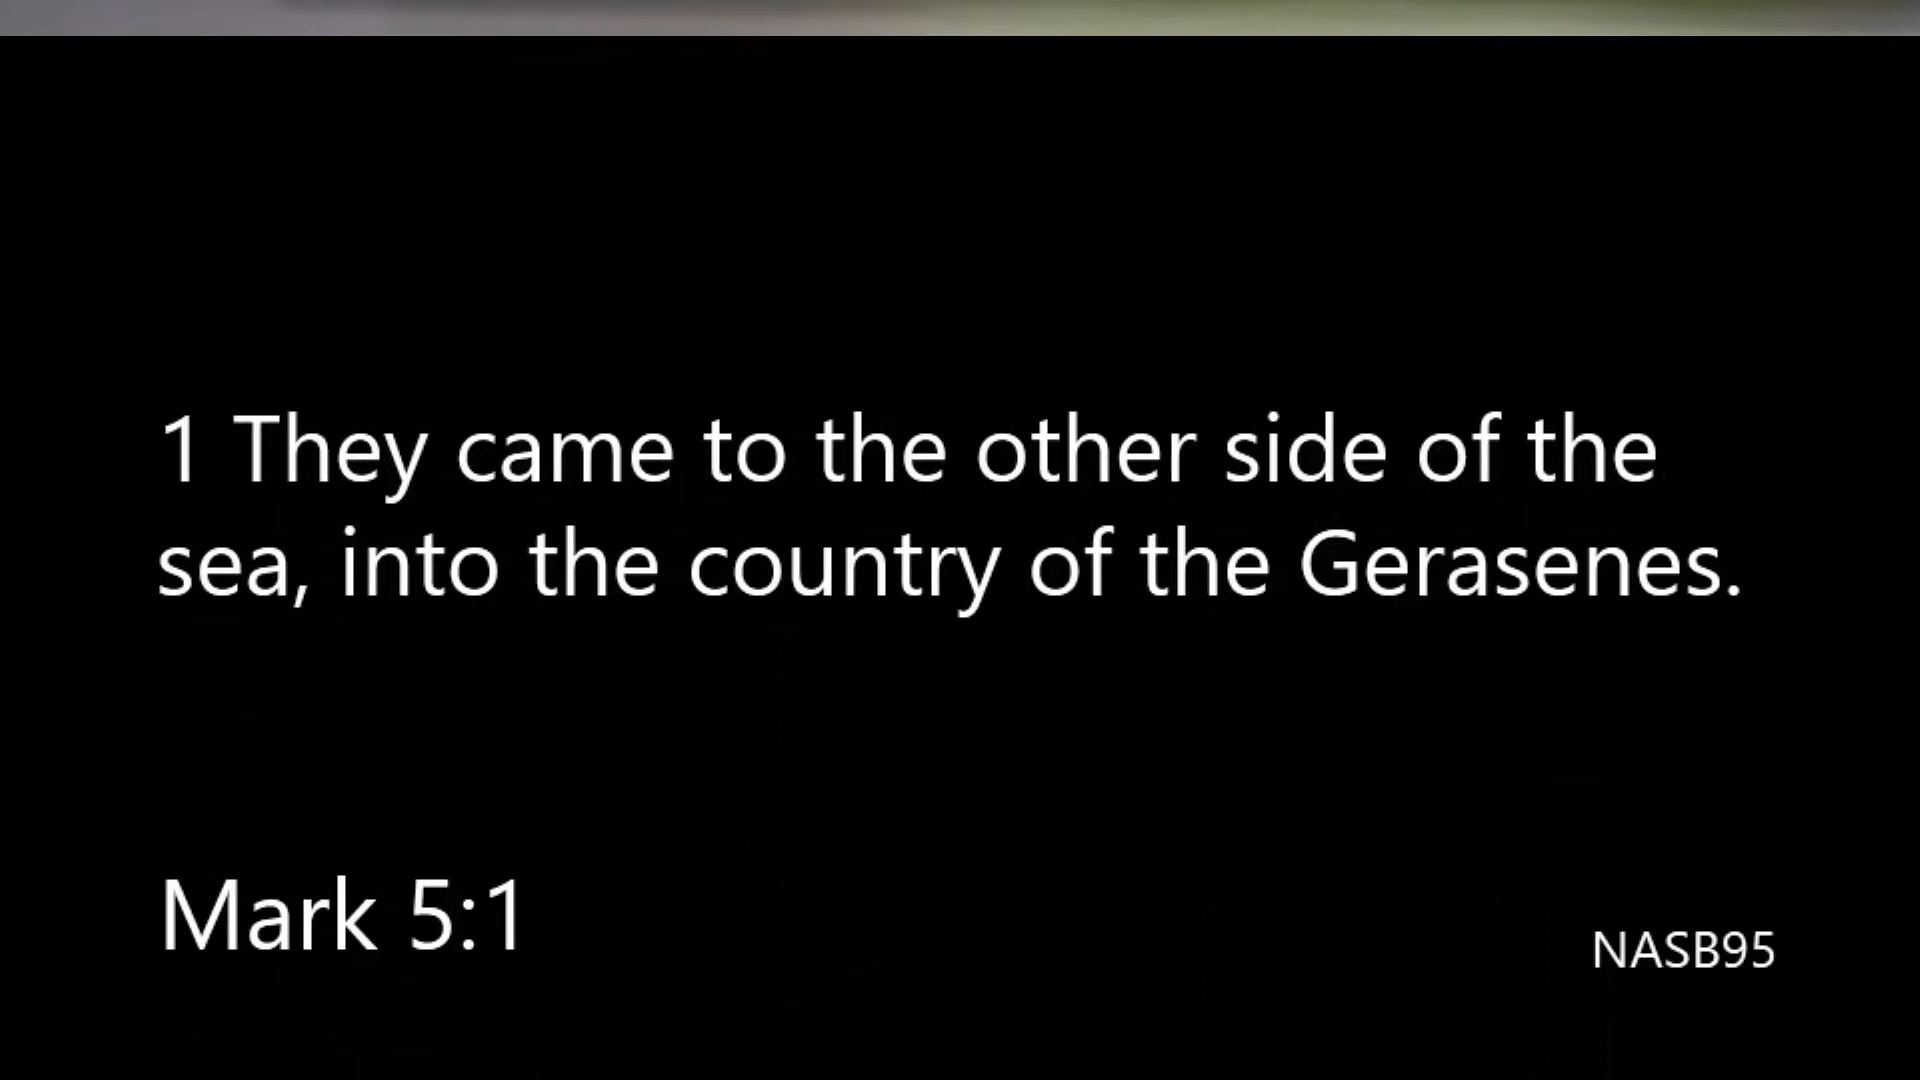 1 They came to the other side of the
sea, into the country of the Gerasenes.
Mark 5:1
NASB95